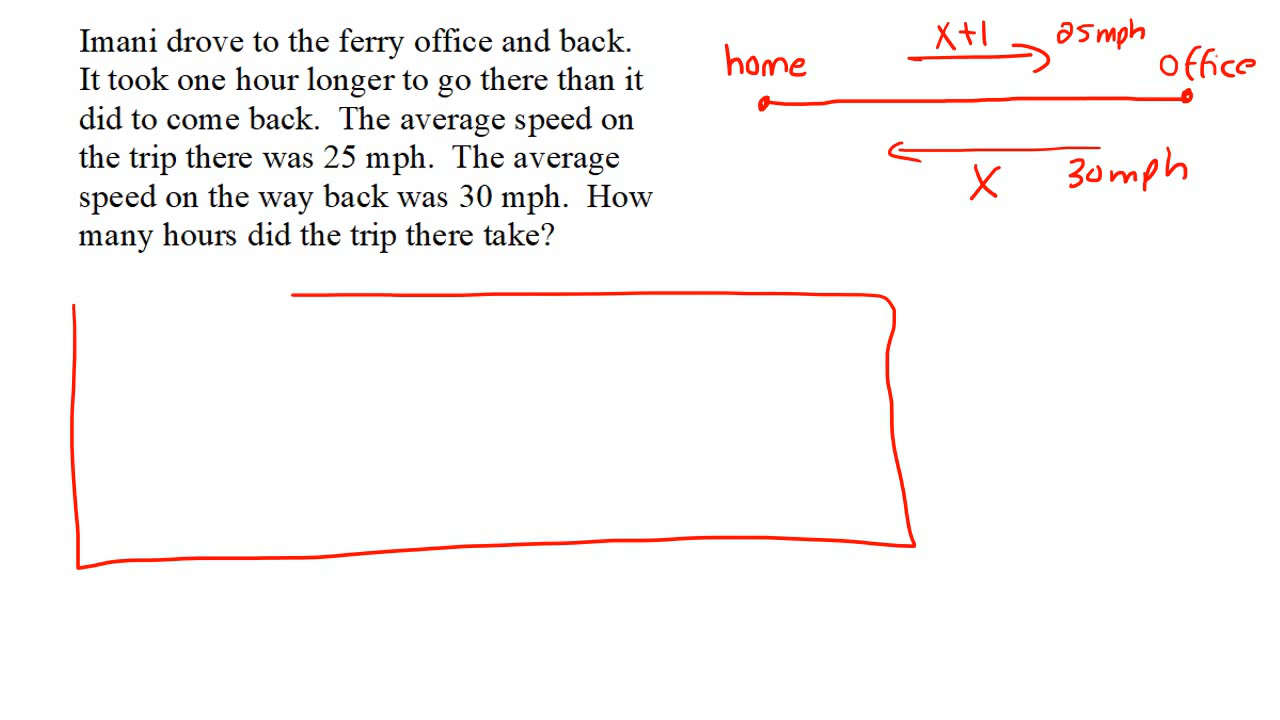 Imani drove to the ferry office and back.
It took one hour longer to go there than it
did to come back. The average speed on
the trip there was 25 mph. The average
speed on the way back was 30 mph. How
many hours did the trip there take?
home
x+1
25mph
office
x
30mph